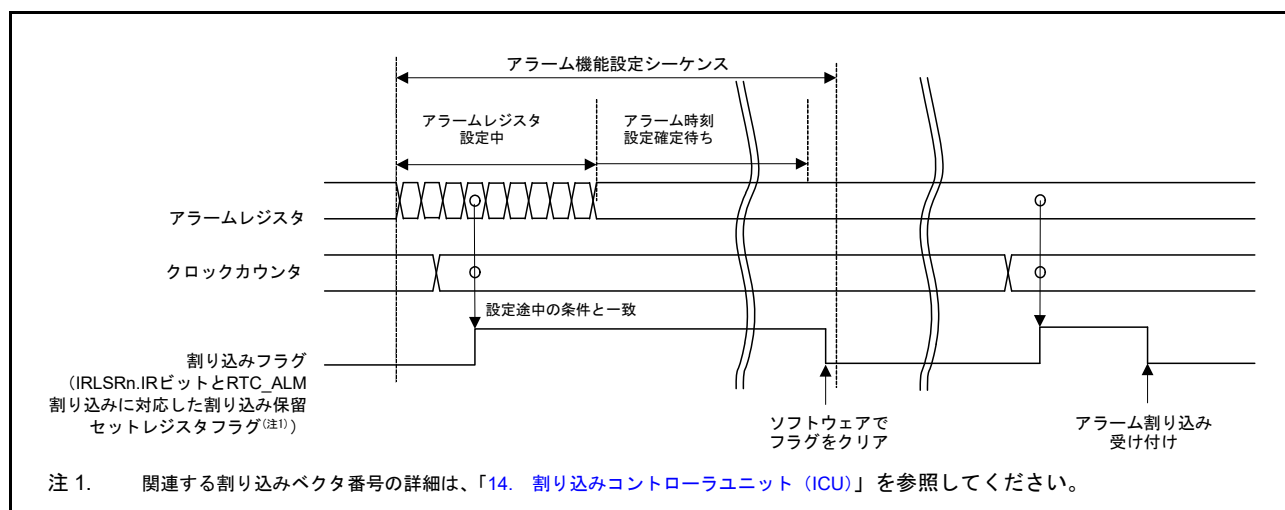 アラーム機能設定シーケンス
アラームレジスタ
設定中
アラーム時刻
設定確定待ち
アラームレジスタ
クロックカウンタ
設定途中の条件と一致
割り込みフラグ
（IRLSRn.IRビットとRTC_ALM
割り込みに対応した割り込み保留
セットレジスタフラグ(注1)）
ソフトウェアで
フラグをクリア
アラーム割り込み
受け付け
注 1. 関連する割り込みベクタ番号の詳細は、「14. 割り込みコントローラユニット（ICU）」を参照してください。